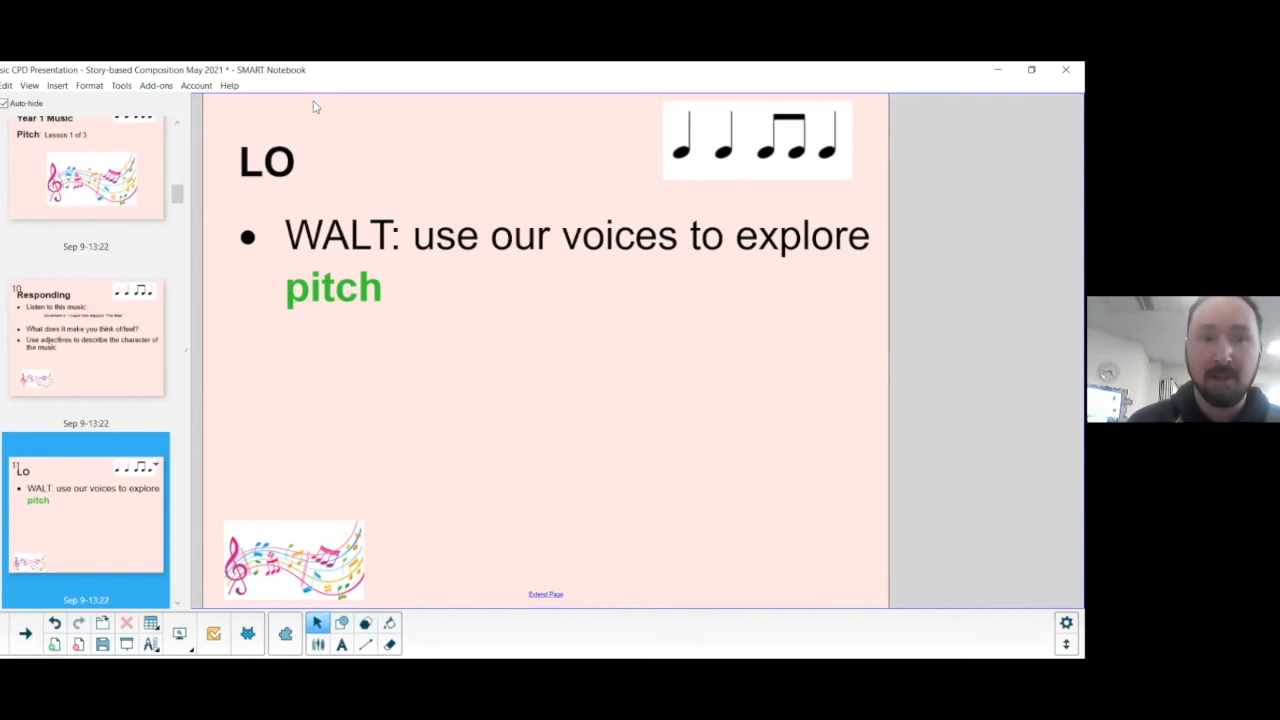 sic CPD Presentation - Story-based Composition May 2021 * - SMART Notebook
Edit View Insert Format Tools Add-ons Account Help
Auto-hide
Year 1 Music
Pitch Lesson 1 of 3
Sep 9-13:22
10
Responding
• Listen to this music:
• What does it make you think of/feel?
• Use adjectives to describe the character of
the music
Sep 9-13:22
11
LO
• WALT: use our voices to explore
pitch
Sep 9-13:22
LO
• WALT: use our voices to explore
pitch
Extend Page